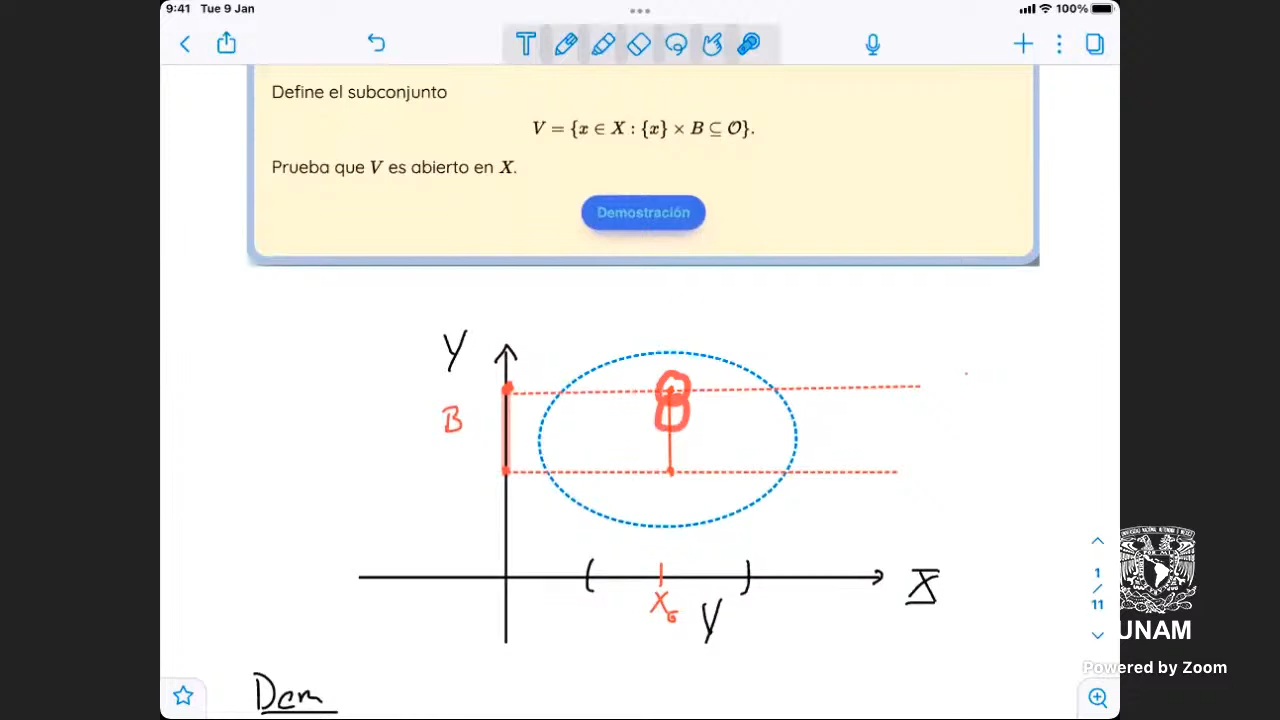 9:41 Tue 9 Jan
100%
Define el subconjunto
V = {x ∈ X : {x} × B ⊆ 𝒪}.
Prueba que V es abierto en X.
Demostración
Y
B
X
X₀
V
1
/
11
UNAM
Powered by Zoom
Dem